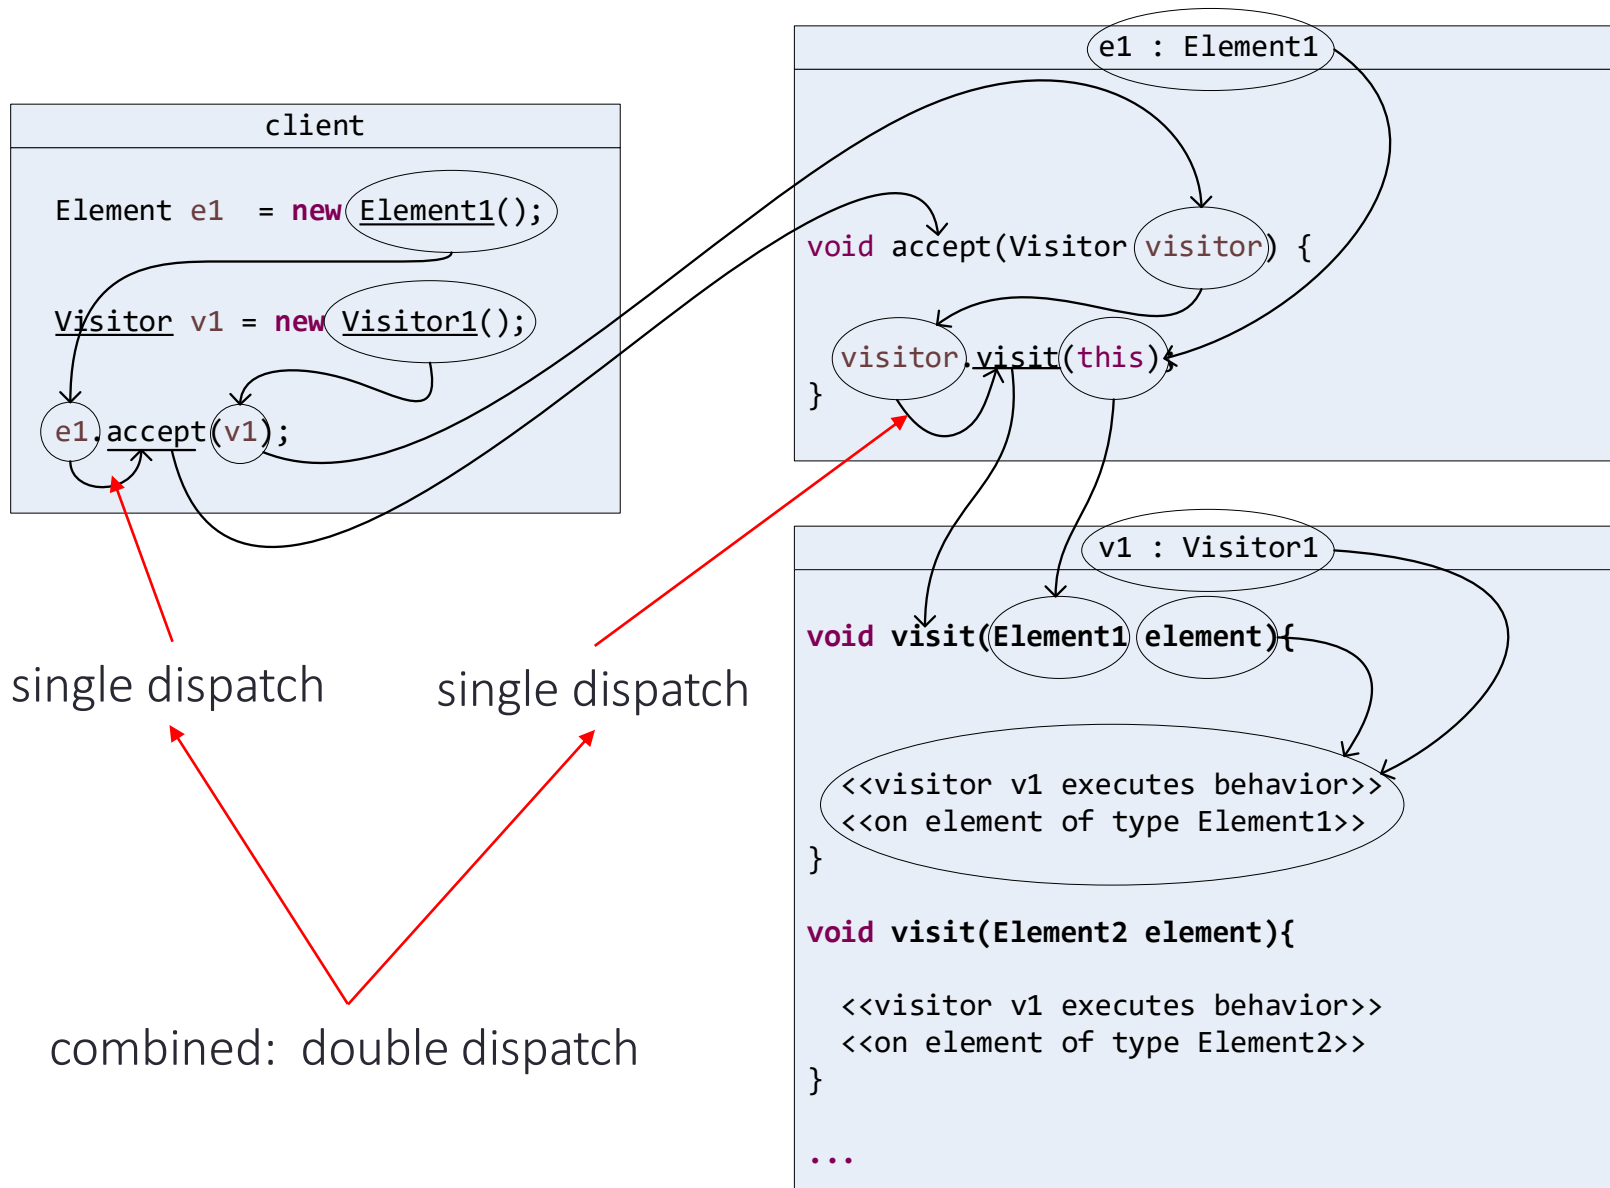 client
Element e1  = new Element1();
Visitor v1 = new Visitor1();
e1.accept(v1);
e1 : Element1
void accept(Visitor visitor) {
visitor.visit(this);
}
v1 : Visitor1
void visit(Element1 element){
<<visitor v1 executes behavior>>
<<on element of type Element1>>
}
void visit(Element2 element){
<<visitor v1 executes behavior>>
<<on element of type Element2>>
}
...
single dispatch
single dispatch
combined:  double dispatch